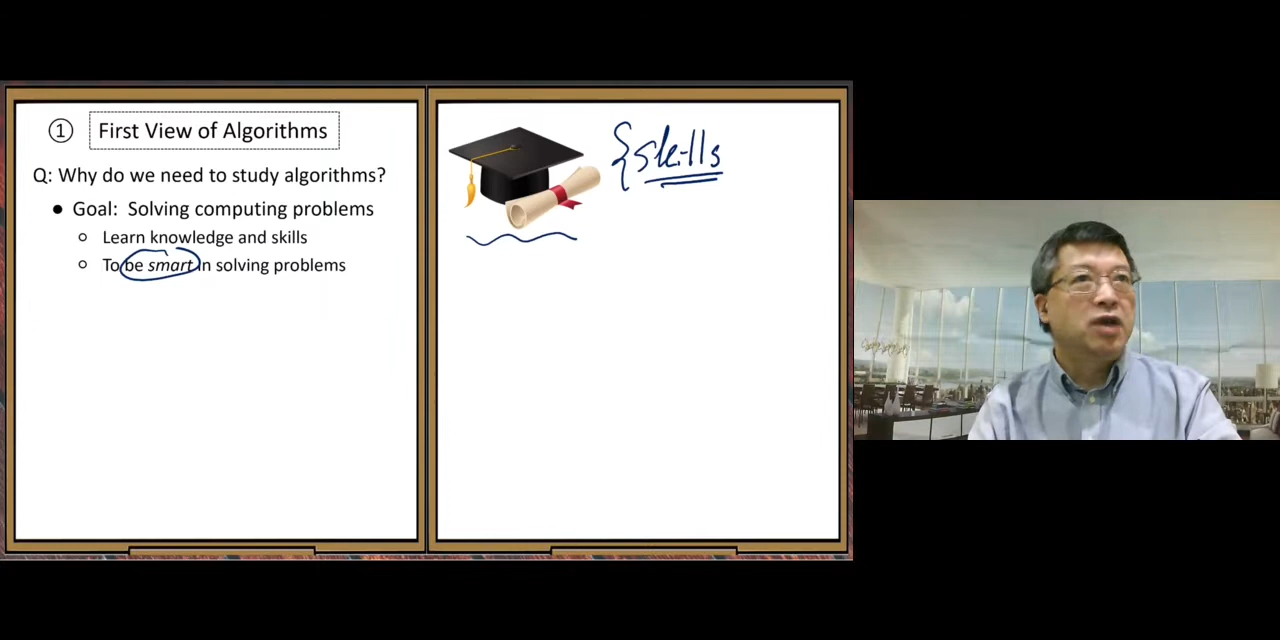 ① First View of Algorithms
Q: Why do we need to study algorithms?
● Goal: Solving computing problems
○ Learn knowledge and skills
○ To be smart in solving problems
{skills